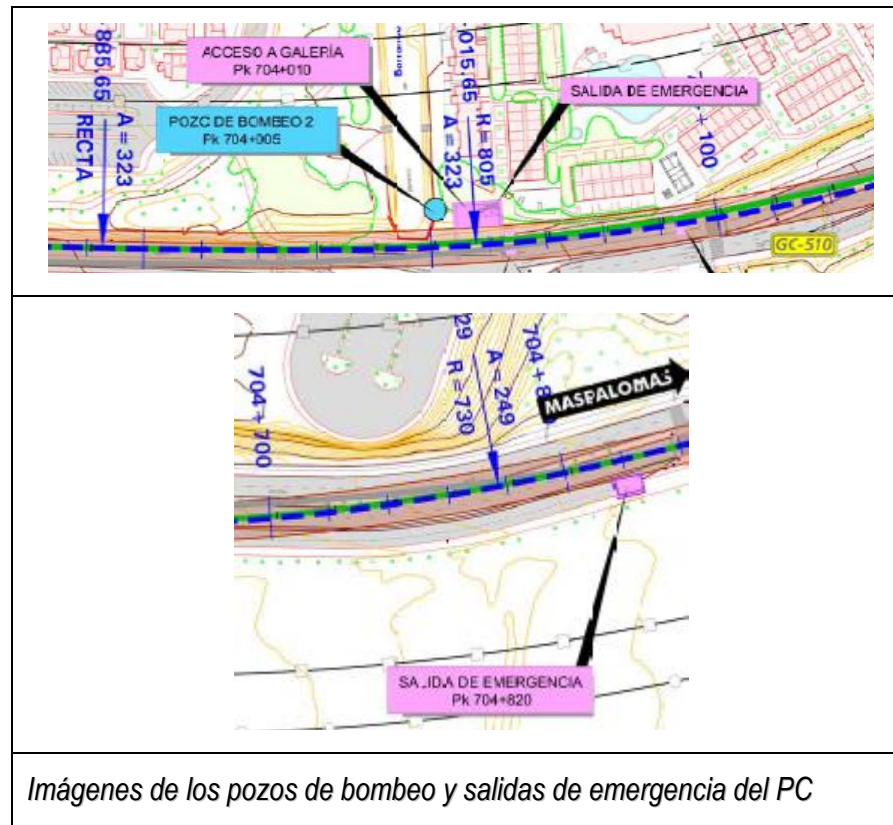 885,65
A = 323
RECTA
ACCESO A GALERÍA
Pk 704+010
POZO DE BOMBEO 2
Pk 704+005
015,65
R = 805
A = 323
SALIDA DE EMERGENCIA
+ 100
GC-510
704 + 700
29
A = 249
R = 730
704 + 8
MASPALOMAS
SALIDA DE EMERGENCIA
Pk 704+820
Imágenes de los pozos de bombeo y salidas de emergencia del PC